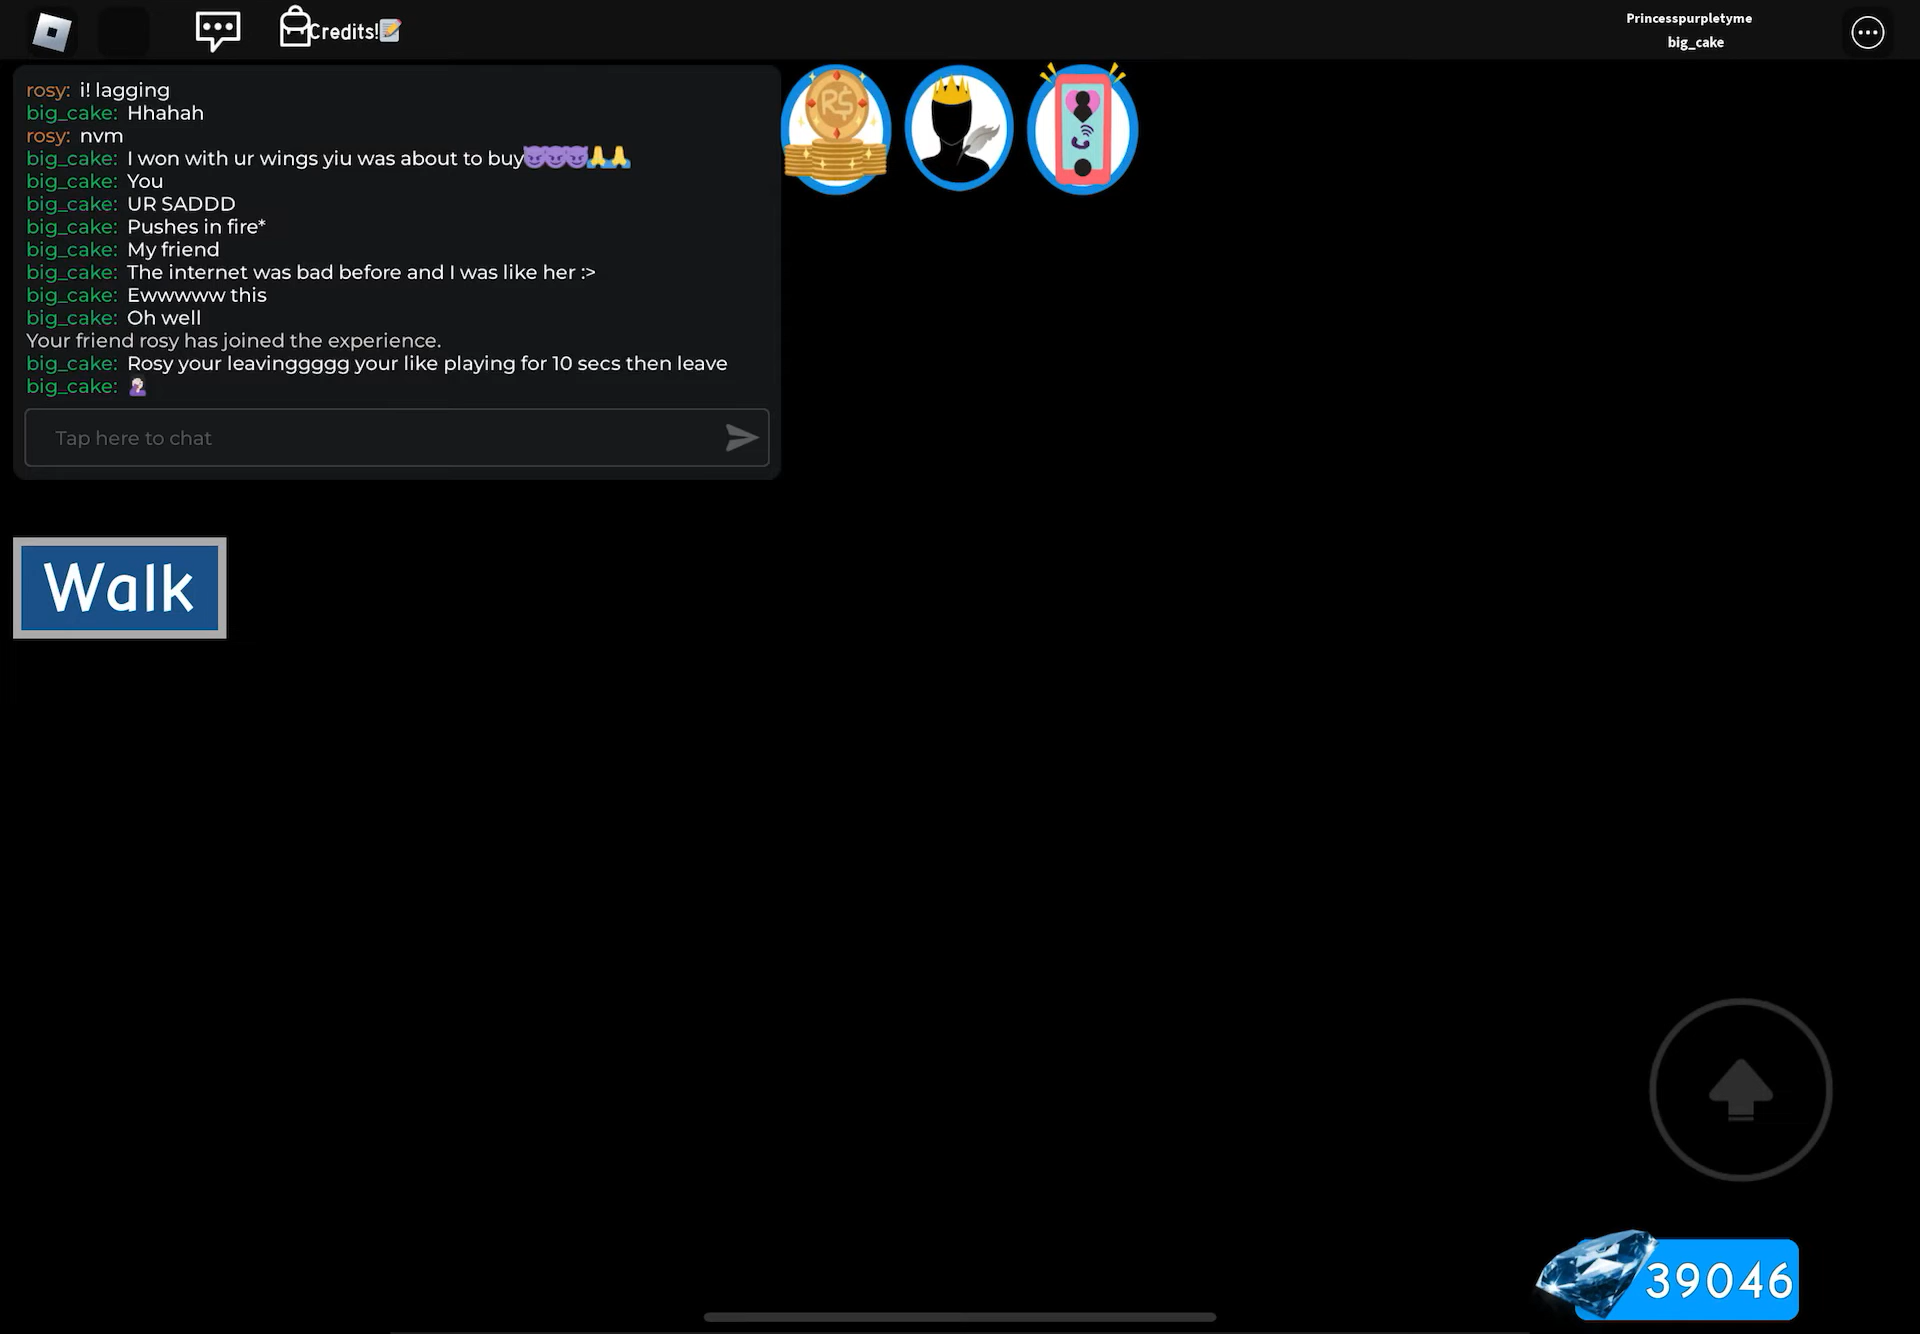 Credits!📝
Princesspurpletyme
big_cake
rosy: i! lagging
big_cake: Hhahah
rosy: nvm
big_cake: I won with ur wings yiu was about to buy😈😈😈🙏🙏
big_cake: You
big_cake: UR SADDD
big_cake: Pushes in fire*
big_cake: My friend
big_cake: The internet was bad before and I was like her :>
big_cake: Ewwwww this
big_cake: Oh well
Your friend rosy has joined the experience.
big_cake: Rosy your leavinggggg your like playing for 10 secs then leave
big_cake: 🤦🏻‍♀️
Tap here to chat
R$
Walk
39046